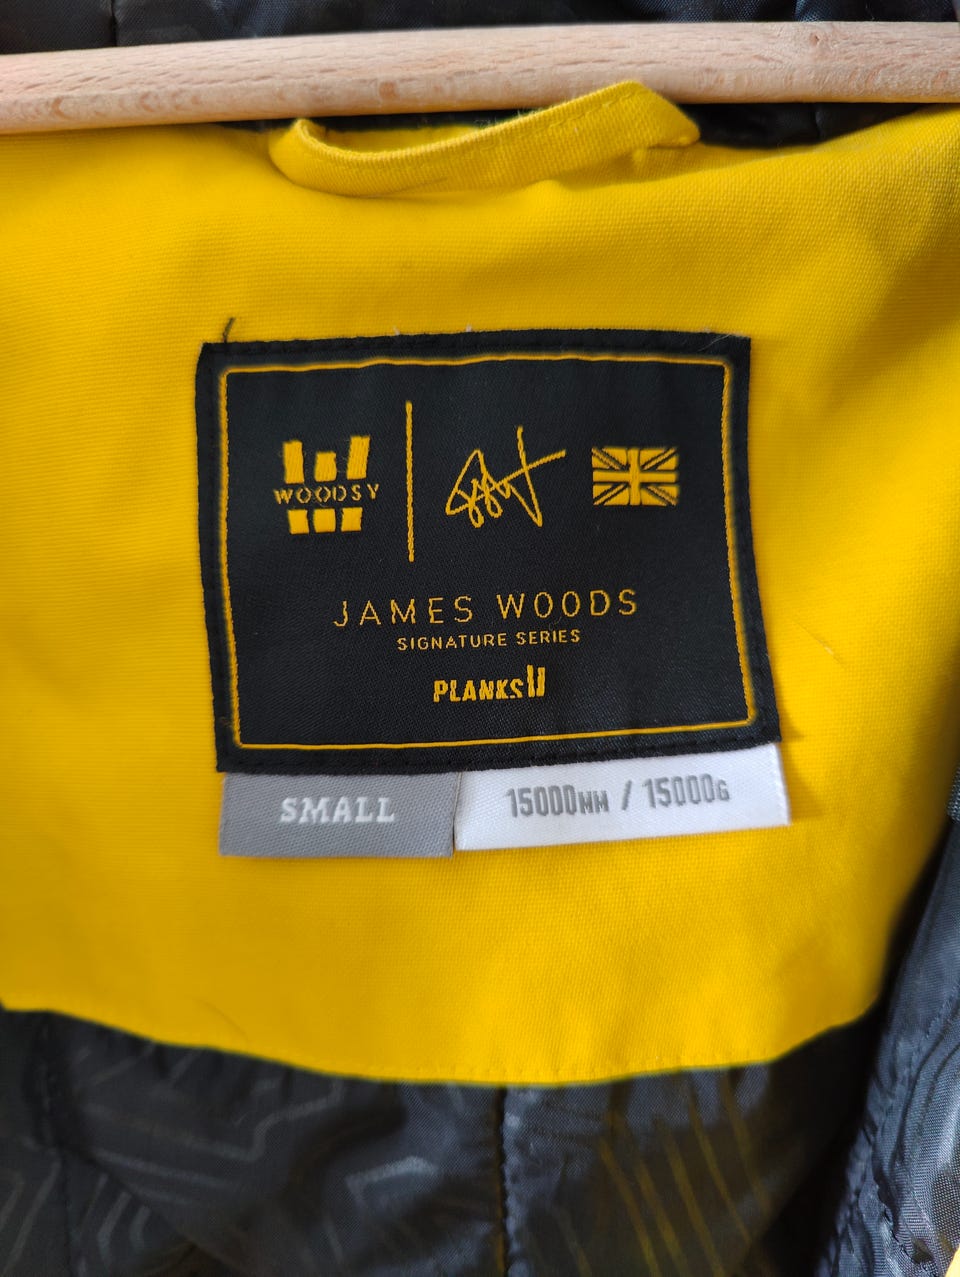 WOODSY
JAMES WOODS
SIGNATURE SERIES
PLANKS
SMALL
15000MM / 15000G